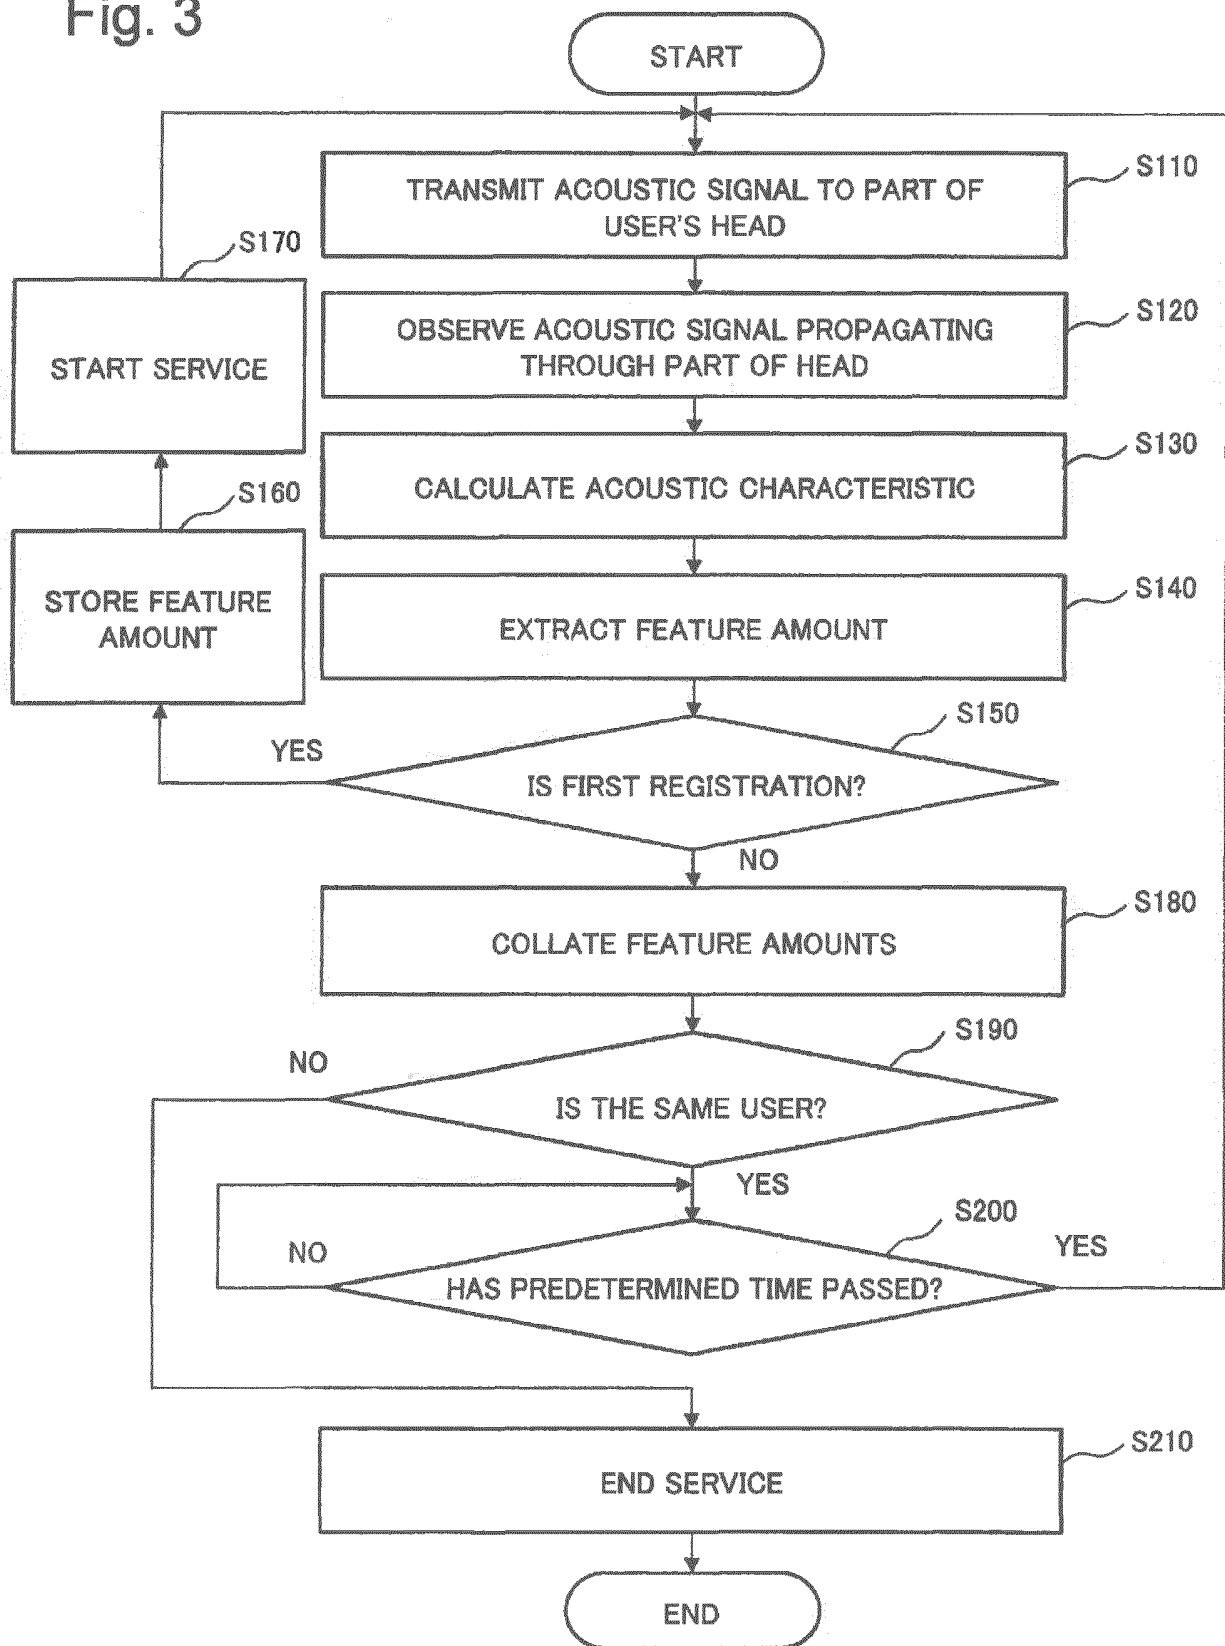 Fig. 3
START
S110
TRANSMIT ACOUSTIC SIGNAL TO PART OF
USER'S HEAD
S170
START SERVICE
S120
OBSERVE ACOUSTIC SIGNAL PROPAGATING
THROUGH PART OF HEAD
S130
CALCULATE ACOUSTIC CHARACTERISTIC
S160
STORE FEATURE
AMOUNT
S140
EXTRACT FEATURE AMOUNT
S150
YES
IS FIRST REGISTRATION?
NO
S180
COLLATE FEATURE AMOUNTS
S190
NO
IS THE SAME USER?
YES
S200
NO
YES
HAS PREDETERMINED TIME PASSED?
S210
END SERVICE
END